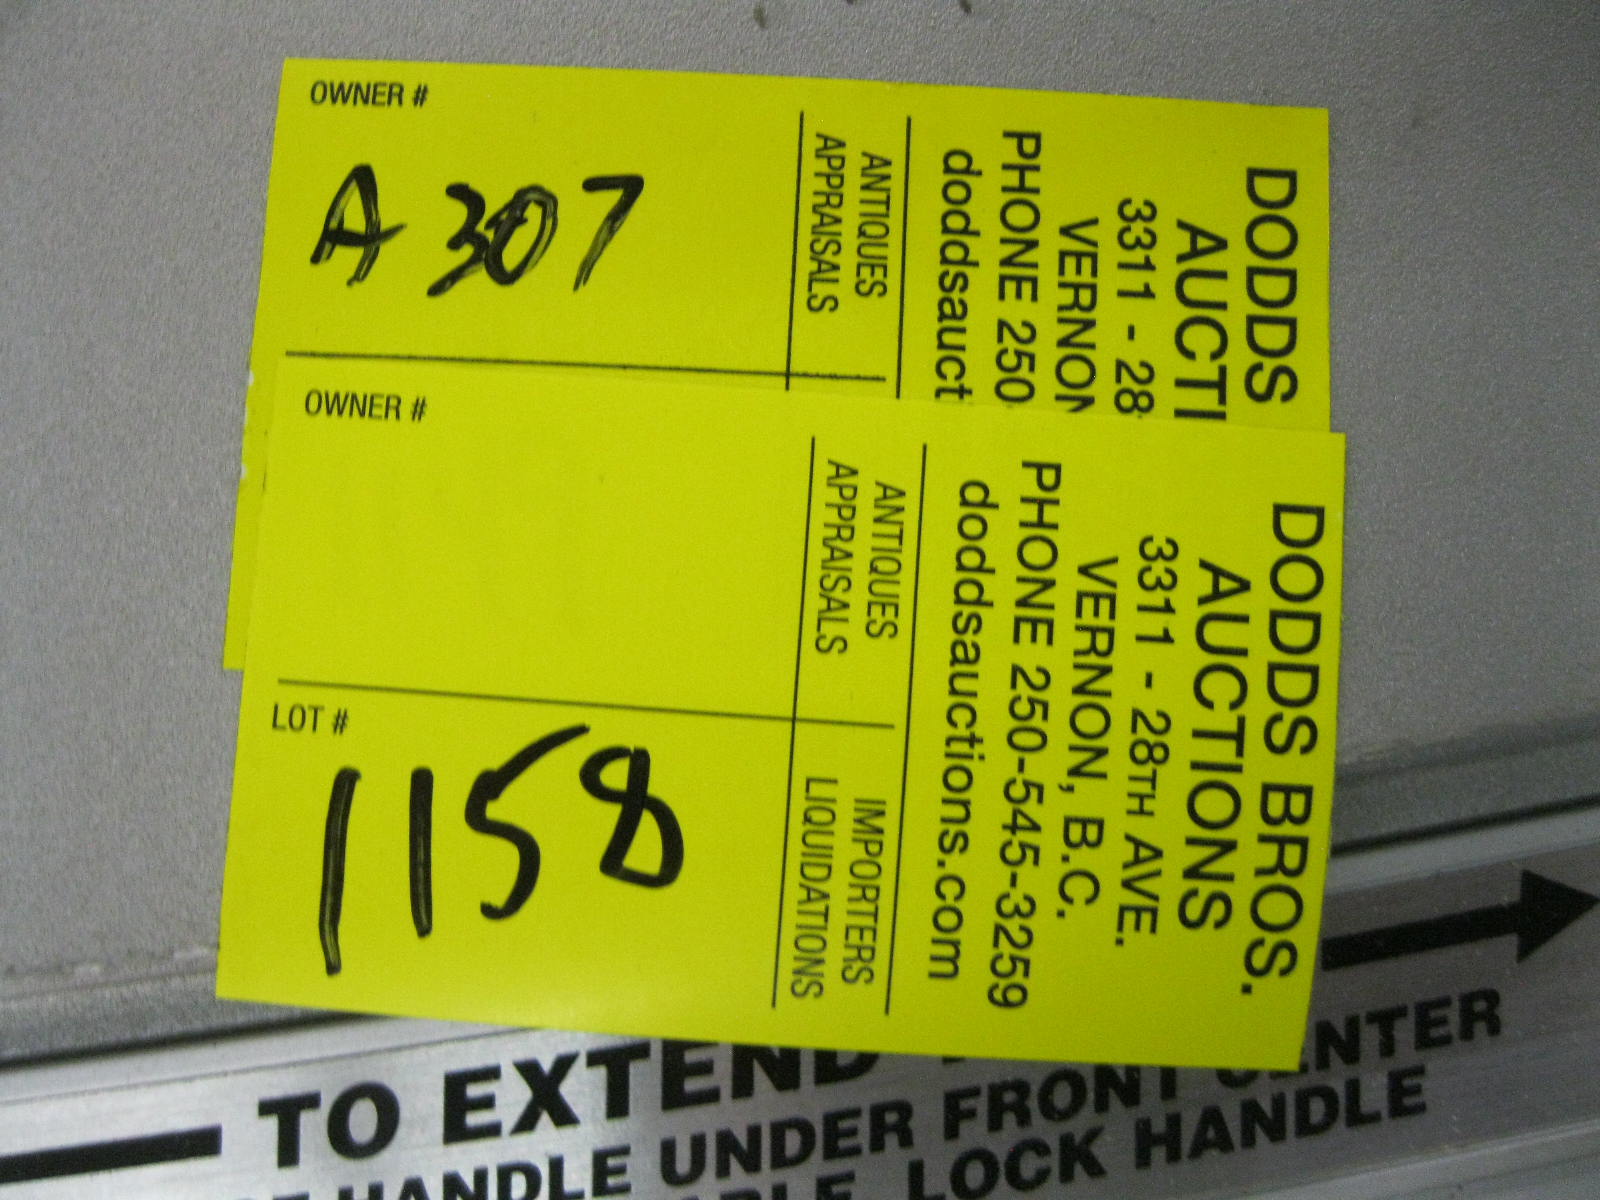 OWNER #
A 307
ANTIQUES
APPRAISALS
DODDS
AUCTI
3311 - 28
VERNON
PHONE 250
doddsauct
OWNER #
LOT #
1158
ANTIQUES IMPORTERS
APPRAISALS LIQUIDATIONS
DODDS BROS.
AUCTIONS
3311 - 28TH AVE.
VERNON, B.C.
PHONE 250-545-3259
doddsauctions.com
TO EXTEND
HANDLE UNDER FRONT CENTER
LOCK HANDLE